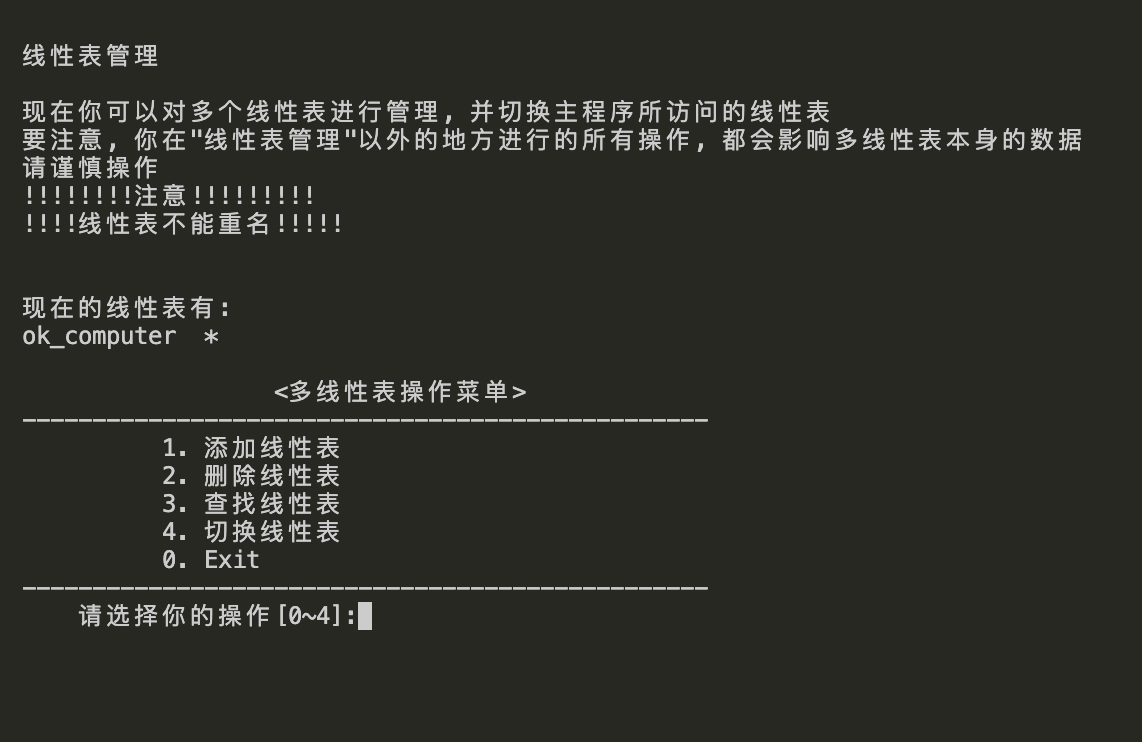 线性表管理
现在你可以对多个线性表进行管理, 并切换主程序所访问的线性表
要注意, 你在"线性表管理"以外的地方进行的所有操作, 都会影响多线性表本身的数据
请谨慎操作
!!!!!!!!注意!!!!!!!!!
!!!!线性表不能重名!!!!!
现在的线性表有:
ok_computer  *
<多线性表操作菜单>
-------------------------------------------------
1. 添加线性表
2. 删除线性表
3. 查找线性表
4. 切换线性表
0. Exit
-------------------------------------------------
请选择你的操作[0~4]: